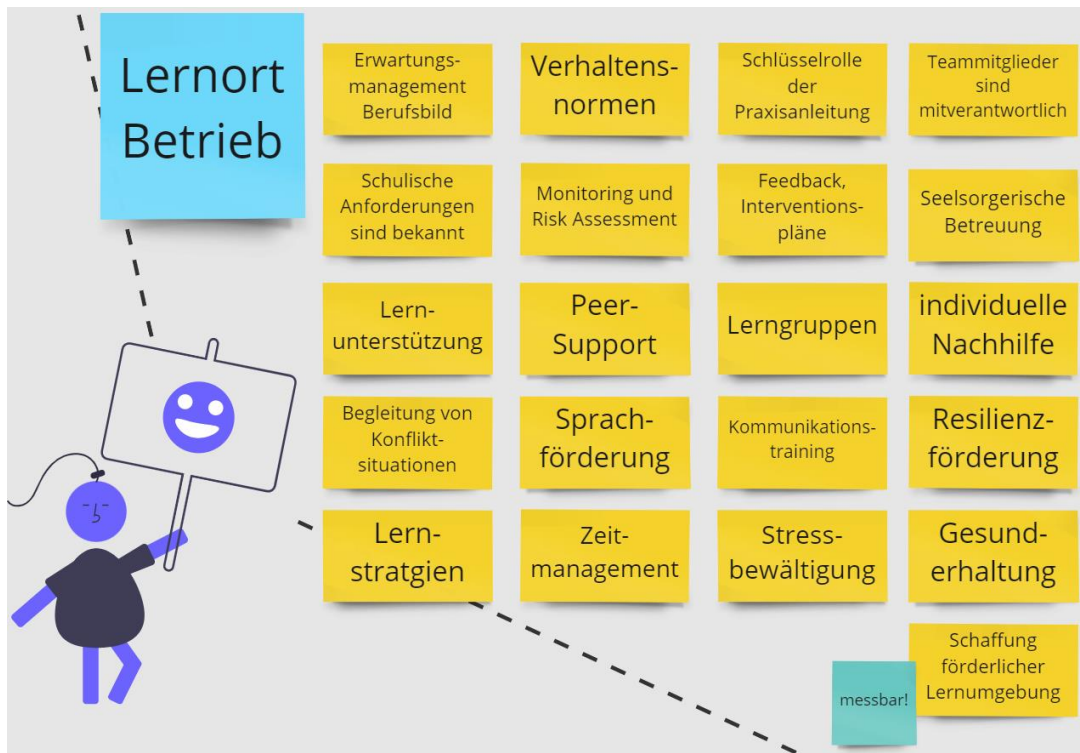 Lernort
Betrieb
Erwartungs-
management
Berufsbild
Verhaltens-
normen
Schlüsselrolle
der
Praxisanleitung
Teammitglieder
sind
mitverantwortlich
Schulische
Anforderungen
sind bekannt
Monitoring und
Risk Assessment
Feedback,
Interventions-
pläne
Seelsorgerische
Betreuung
Lern-
unterstützung
Peer-
Support
Lerngruppen
individuelle
Nachhilfe
Begleitung von
Konflikt-
situationen
Sprach-
förderung
Kommunikations-
training
Resilienz-
förderung
Lern-
stratgien
Zeit-
management
Stress-
bewältigung
Gesund-
erhaltung
Schaffung
förderlicher
Lernumgebung
messbar!